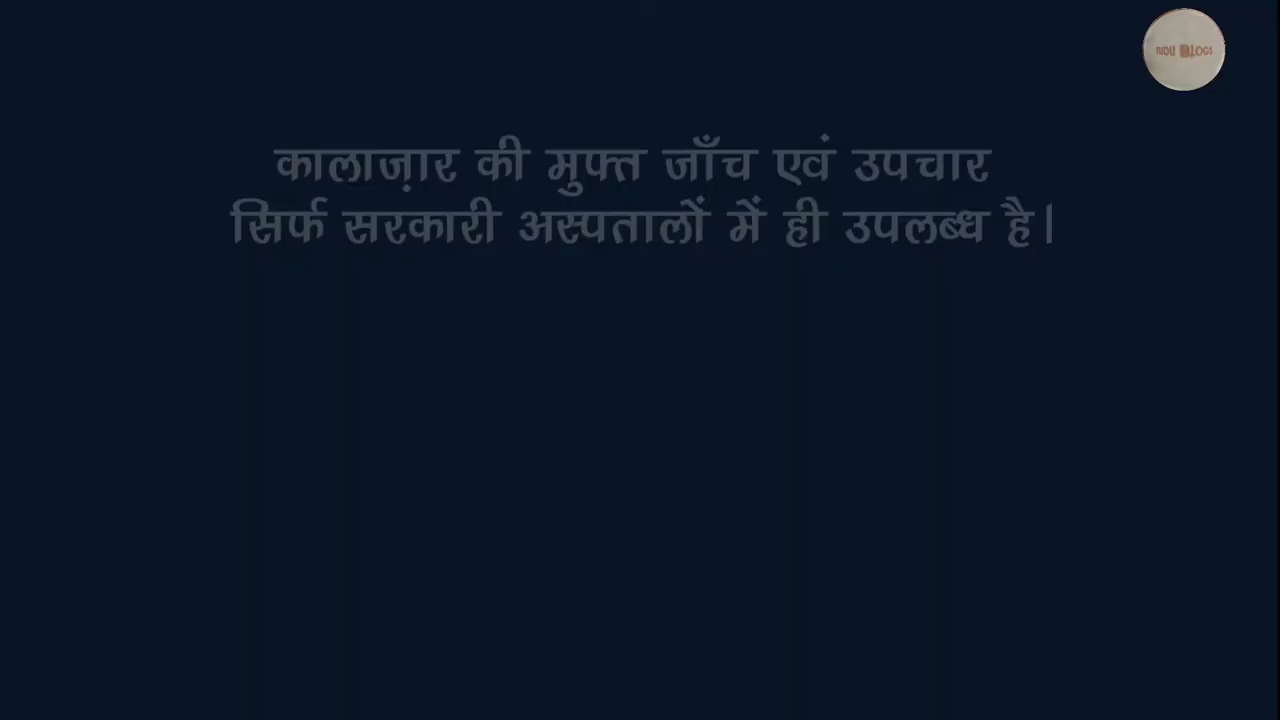 कालाज़ार की मुफ्त जाँच एवं उपचार
सिर्फ सरकारी अस्पतालों में ही उपलब्ध है।